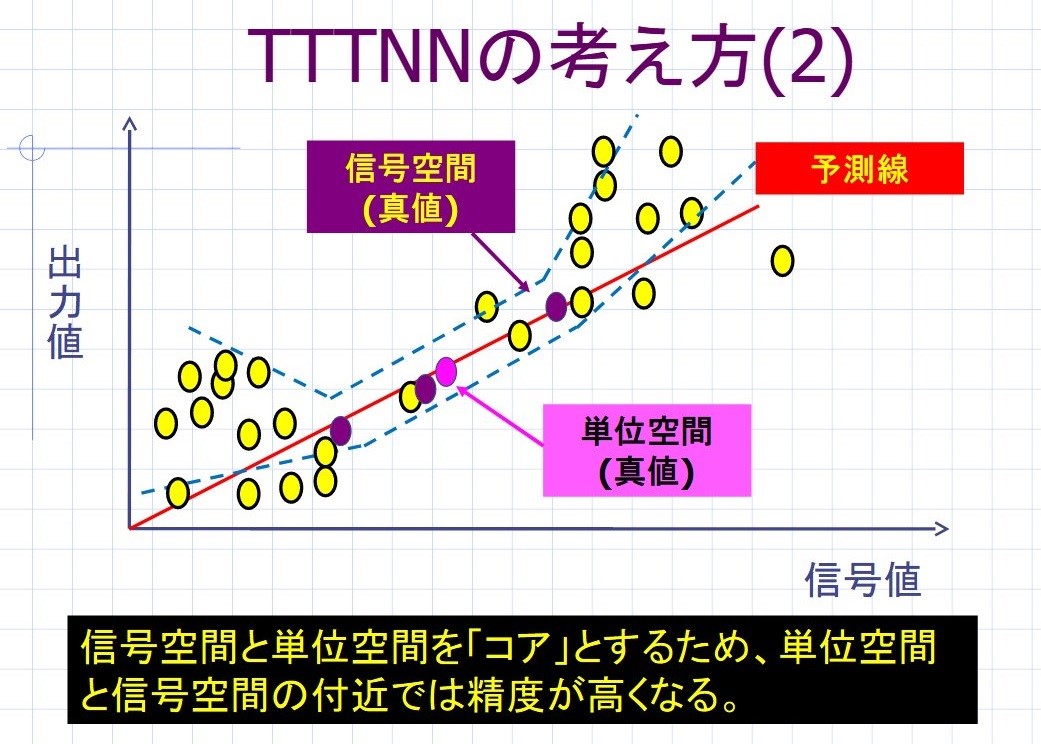 TTTNNの考え方(2)
信号空間
(真値)
予測線
出力値
単位空間
(真値)
信号値
信号空間と単位空間を「コア」とするため、単位空間
と信号空間の付近では精度が高くなる。